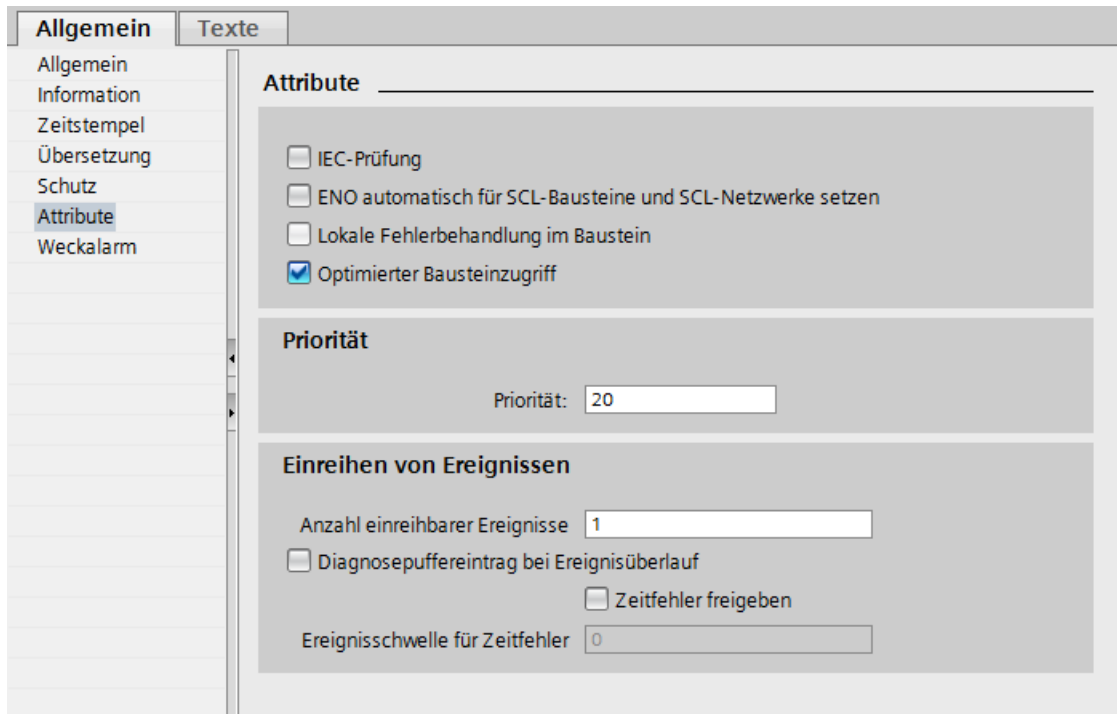 Allgemein
Texte
Allgemein
Information
Zeitstempel
Übersetzung
Schutz
Attribute
Weckalarm
Attribute
IEC-Prüfung
ENO automatisch für SCL-Bausteine und SCL-Netzwerke setzen
Lokale Fehlerbehandlung im Baustein
Optimierter Bausteinzugriff
Priorität
Priorität: 20
Einreihen von Ereignissen
Anzahl einreihbarer Ereignisse 1
Diagnosepuffereintrag bei Ereignisüberlauf
Zeitfehler freigeben
Ereignisschwelle für Zeitfehler 0